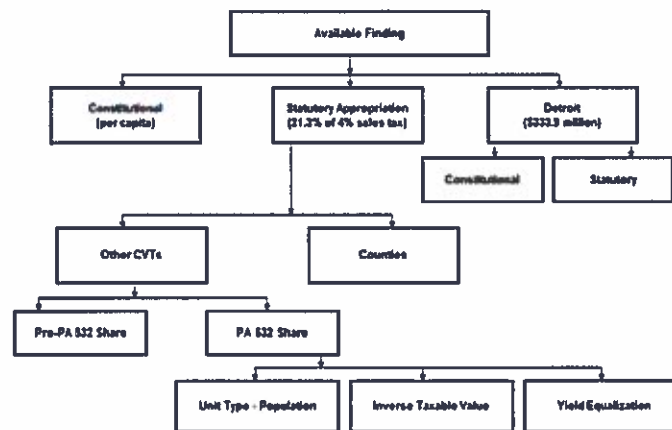 Available Finding
Constitutional
(per capita)
Statutory Appropriation
(21.3% of 4% sales tax)
Detroit
($333.9 million)
Constitutional
Statutory
Other CVTs
Counties
Pre-PA 532 Share
PA 532 Share
Unit Type - Population
Inverse Taxable Value
Yield Equalization